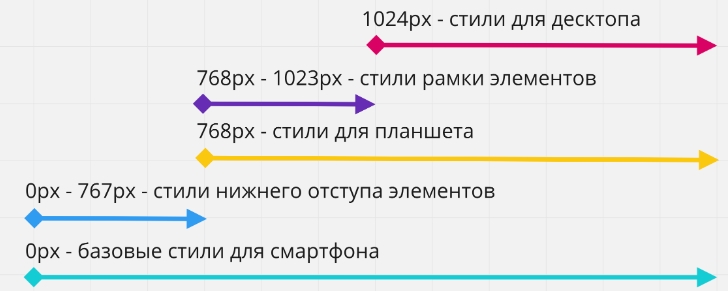 1024px - стили для десктопа
768px - 1023px - стили рамки элементов
768px - стили для планшета
0px - 767px - стили нижнего отступа элементов
0px - базовые стили для смартфона